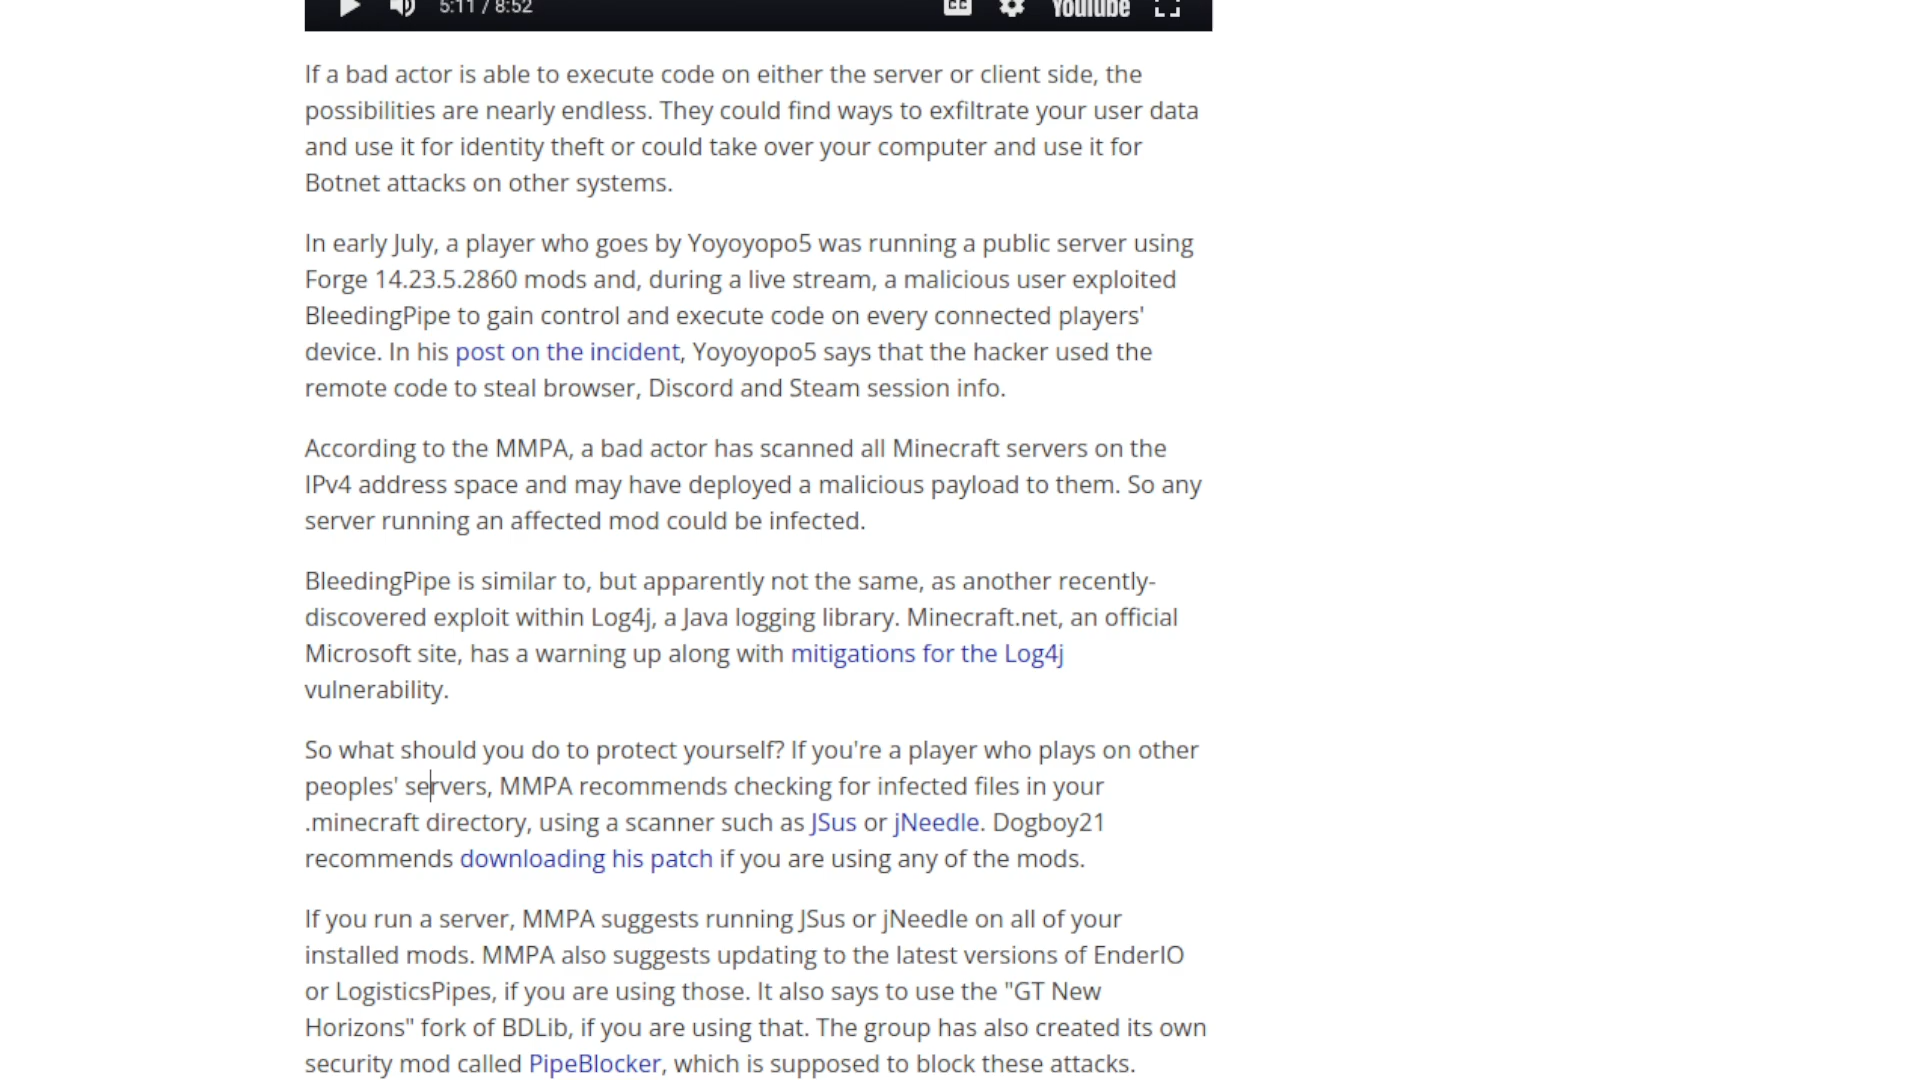 5:11 / 8:52
CC
YouTube
If a bad actor is able to execute code on either the server or client side, the
possibilities are nearly endless. They could find ways to exfiltrate your user data
and use it for identity theft or could take over your computer and use it for
Botnet attacks on other systems.
In early July, a player who goes by Yoyoyopo5 was running a public server using
Forge 14.23.5.2860 mods and, during a live stream, a malicious user exploited
BleedingPipe to gain control and execute code on every connected players'
device. In his post on the incident, Yoyoyopo5 says that the hacker used the
remote code to steal browser, Discord and Steam session info.
According to the MMPA, a bad actor has scanned all Minecraft servers on the
IPv4 address space and may have deployed a malicious payload to them. So any
server running an affected mod could be infected.
BleedingPipe is similar to, but apparently not the same, as another recently-
discovered exploit within Log4j, a Java logging library. Minecraft.net, an official
Microsoft site, has a warning up along with mitigations for the Log4j
vulnerability.
So what should you do to protect yourself? If you're a player who plays on other
peoples' servers, MMPA recommends checking for infected files in your
.minecraft directory, using a scanner such as JSus or jNeedle. Dogboy21
recommends downloading his patch if you are using any of the mods.
If you run a server, MMPA suggests running JSus or jNeedle on all of your
installed mods. MMPA also suggests updating to the latest versions of EnderIO
or LogisticsPipes, if you are using those. It also says to use the "GT New
Horizons" fork of BDLib, if you are using that. The group has also created its own
security mod called PipeBlocker, which is supposed to block these attacks.